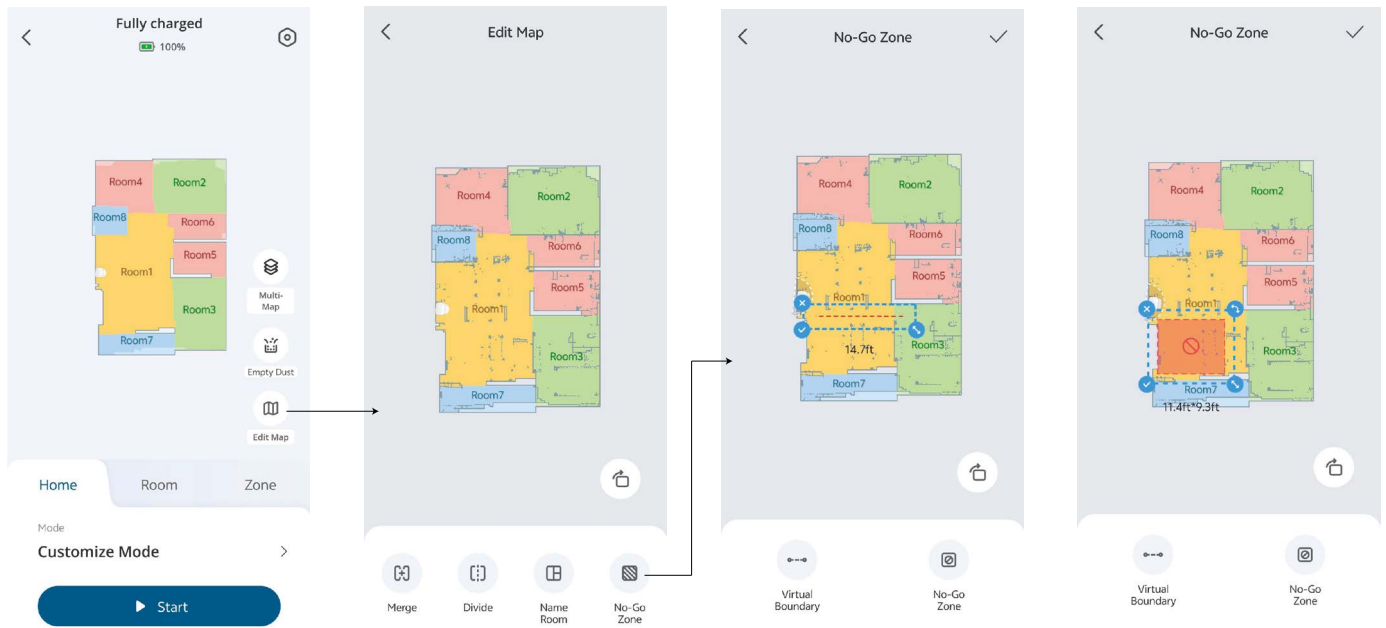 Fully charged
100%
Room4
Room2
Room8
Room6
Room5
Room1
Room3
Room7
Multi-
Map
Empty Dust
Edit Map
Home
Room
Zone
Mode
Customize Mode
Start
Edit Map
Room4
Room2
Room8
Room6
Room5
Room1
Room3
Room7
Merge
Divide
Name
Room
No-Go
Zone
No-Go Zone
Room4
Room2
Room8
Room6
Room5
Room1
Room3
14.7ft
Room7
Virtual
Boundary
No-Go
Zone
No-Go Zone
Room4
Room2
Room8
Room6
Room5
Room1
Room3
Room7
11.4ft*9.3ft
Virtual
Boundary
No-Go
Zone